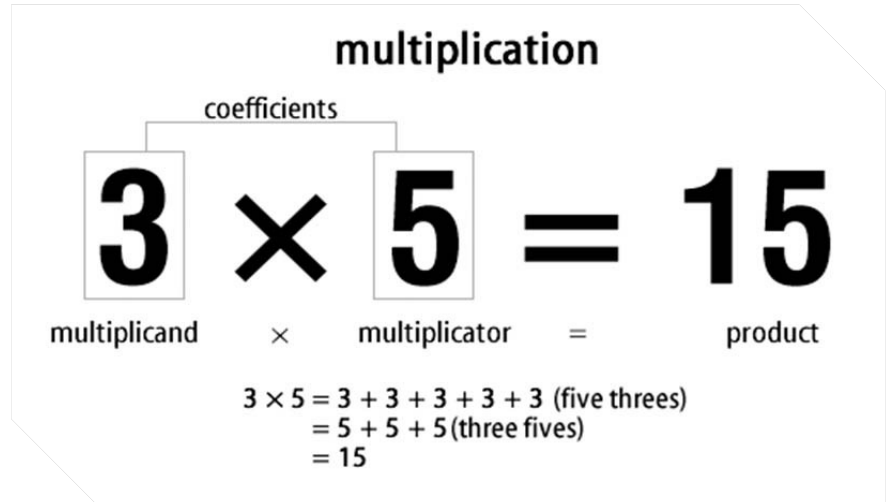 multiplication
coefficients
3 × 5 = 15
multiplicand × multiplicator = product
3 × 5 = 3 + 3 + 3 + 3 + 3 (five threes)
= 5 + 5 + 5 (three fives)
= 15